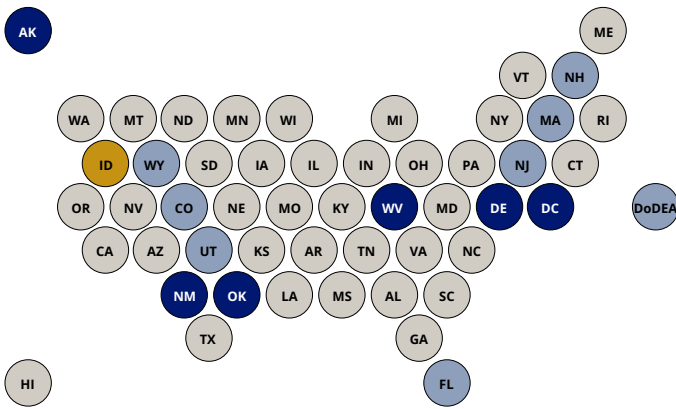 AK ME
VT NH
WA MT ND MN WI MI NY MA RI
ID WY SD IA IL IN OH PA NJ CT
OR NV CO NE MO KY WV MD DE DC DoDEA
CA AZ UT KS AR TN VA NC
NM OK LA MS AL SC
TX GA
HI FL